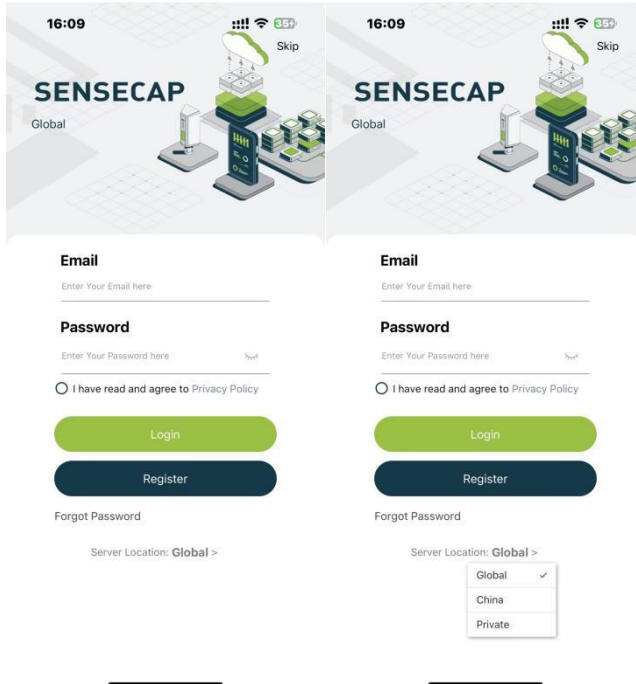 16:09
35
Skip
SENSECAP
Global
Email
Enter Your Email here
Password
Enter Your Password here
I have read and agree to Privacy Policy
Login
Register
Forgot Password
Server Location: Global >
16:09
35
Skip
SENSECAP
Global
Email
Enter Your Email here
Password
Enter Your Password here
I have read and agree to Privacy Policy
Login
Register
Forgot Password
Server Location: Global >
Global
China
Private